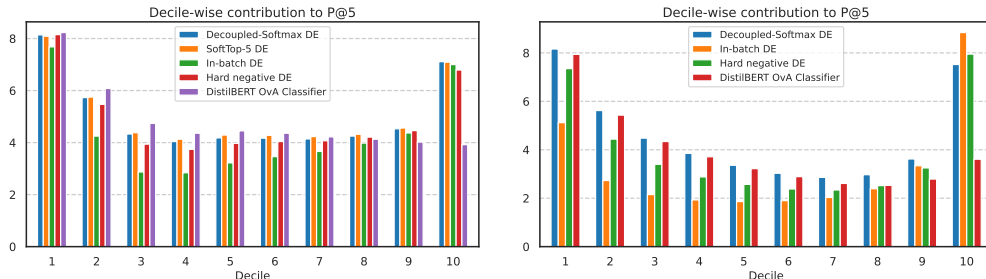 Decile-wise contribution to P@5
8
6
4
2
0
Decoupled-Softmax DE
SoftTop-5 DE
In-batch DE
Hard negative DE
DistilBERT OvA Classifier
1 2 3 4 5 6 7 8 9 10
Decile
Decile-wise contribution to P@5
8
6
4
2
0
Decoupled-Softmax DE
In-batch DE
Hard negative DE
DistilBERT OvA Classifier
1 2 3 4 5 6 7 8 9 10
Decile